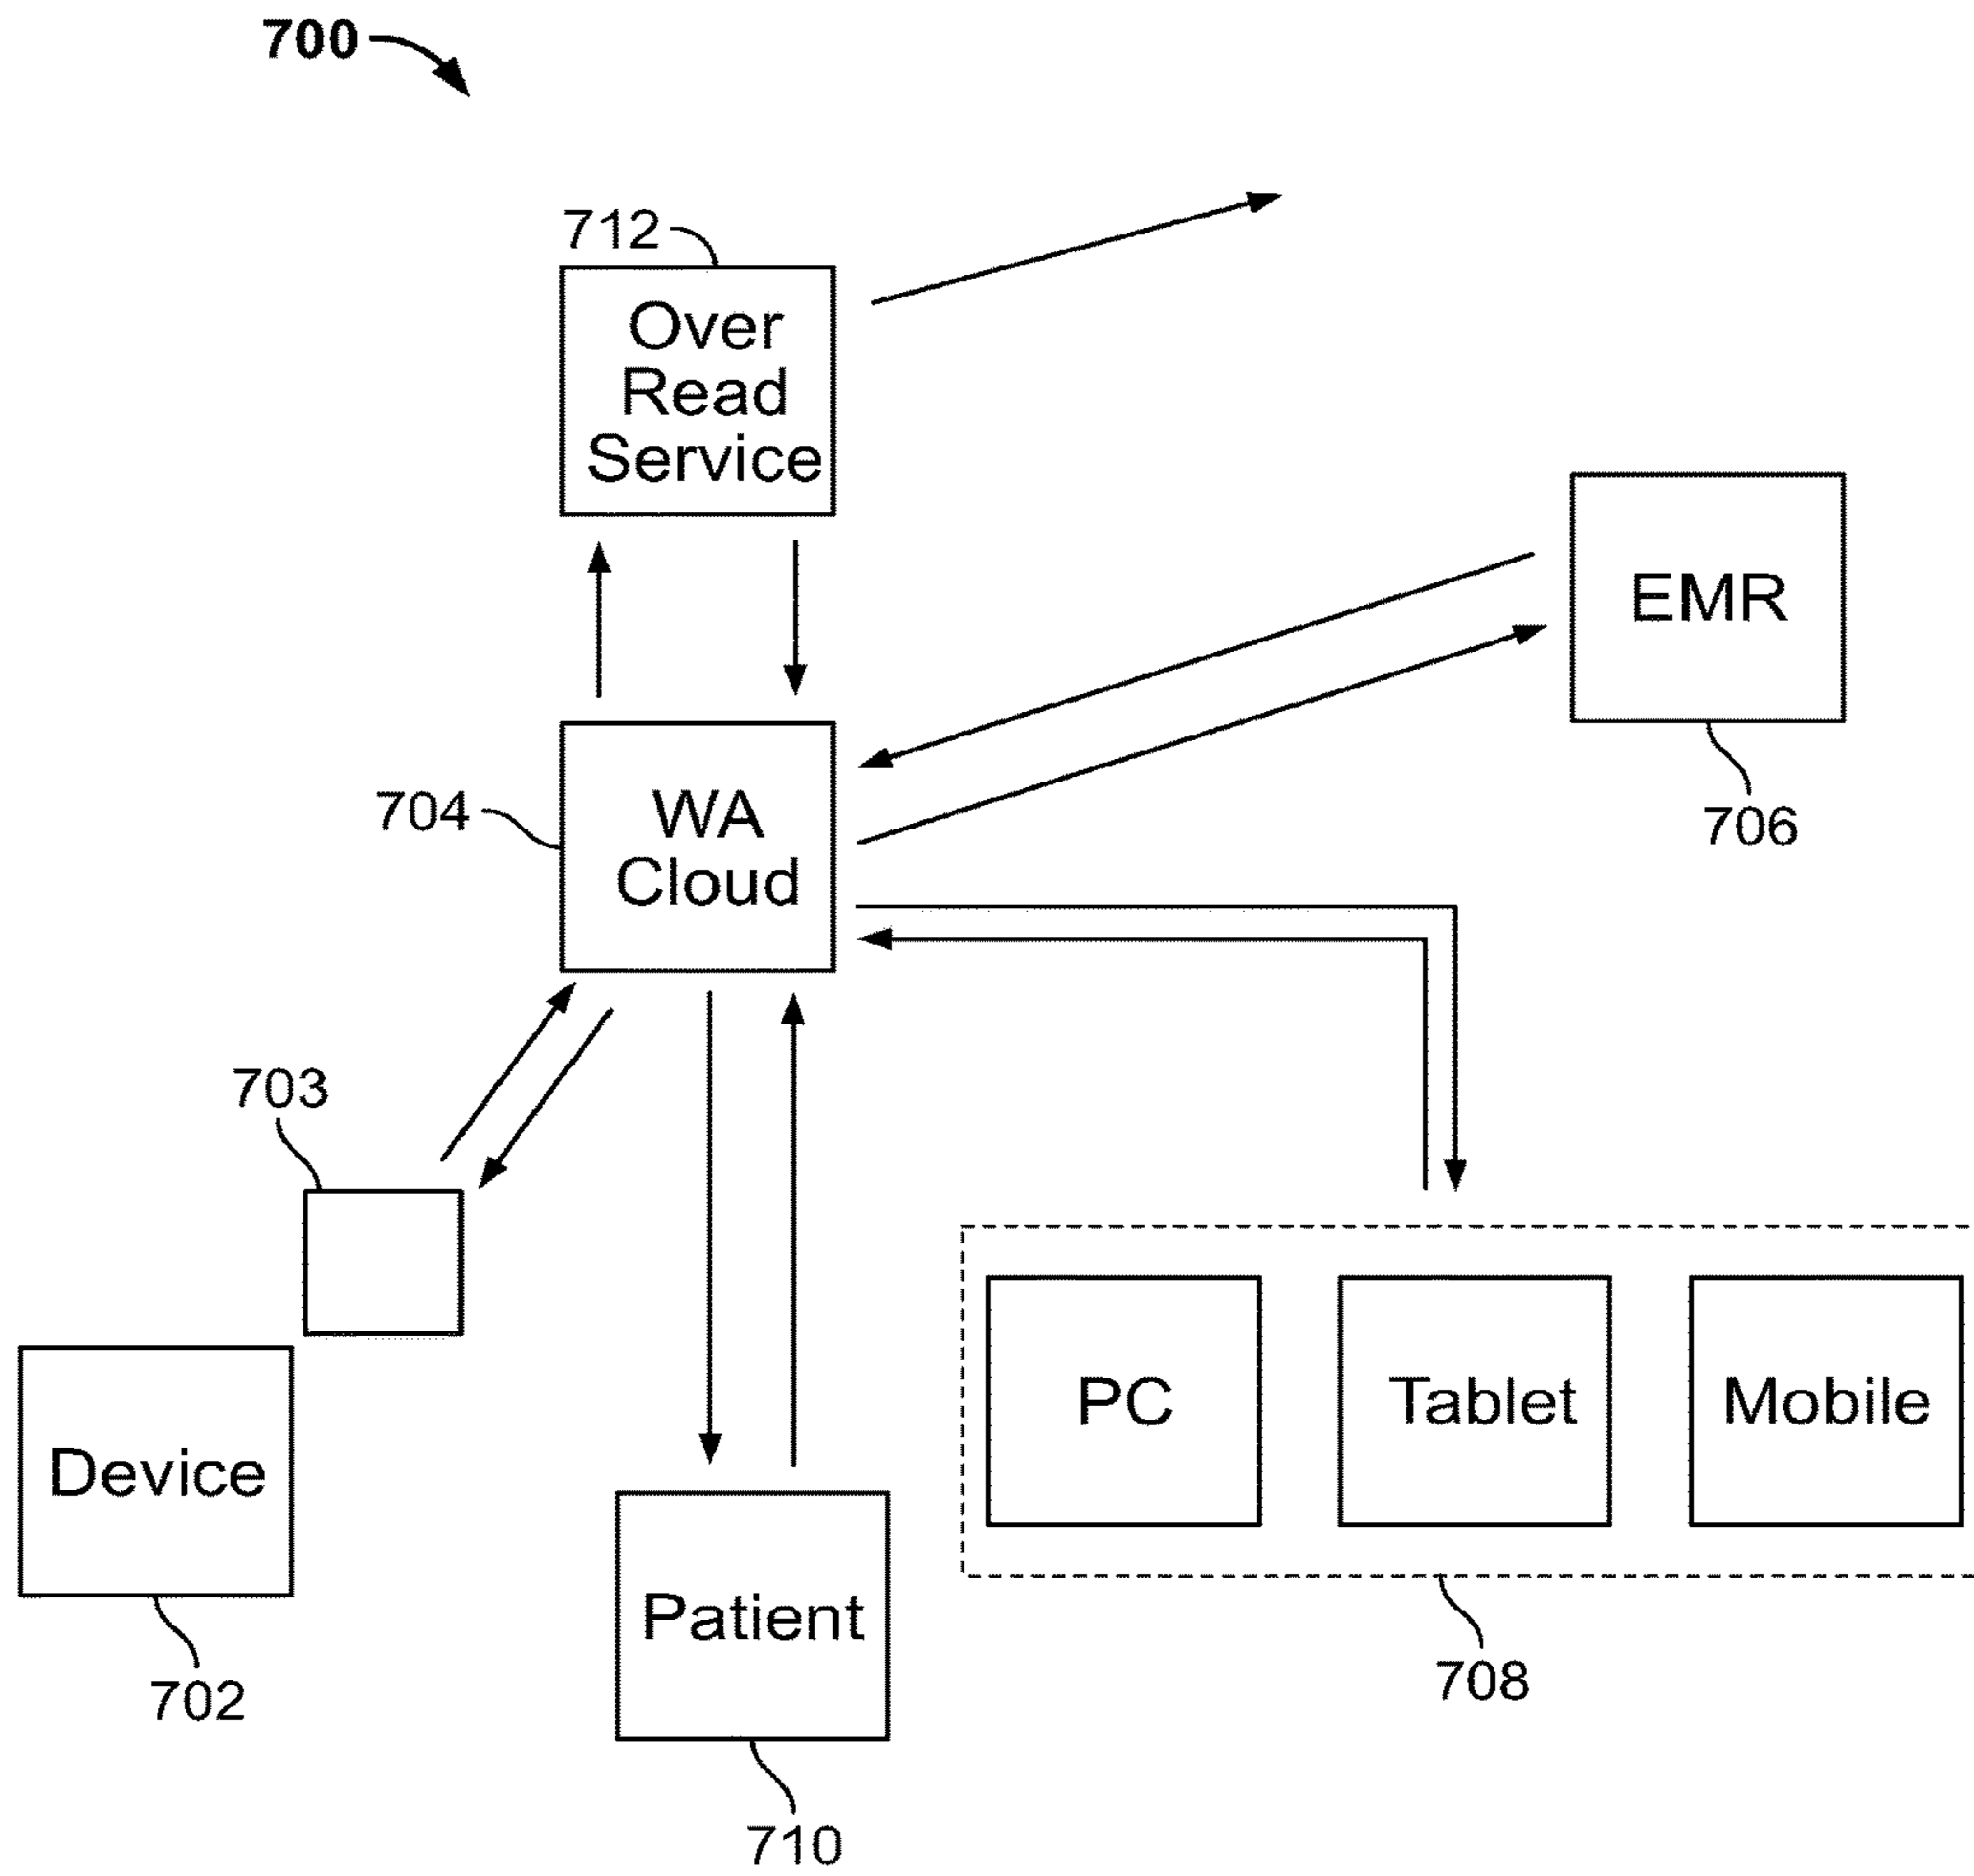 700
712
Over
Read
Service
EMR
706
704
WA
Cloud
703
Device
702
PC
Tablet
Mobile
708
Patient
710